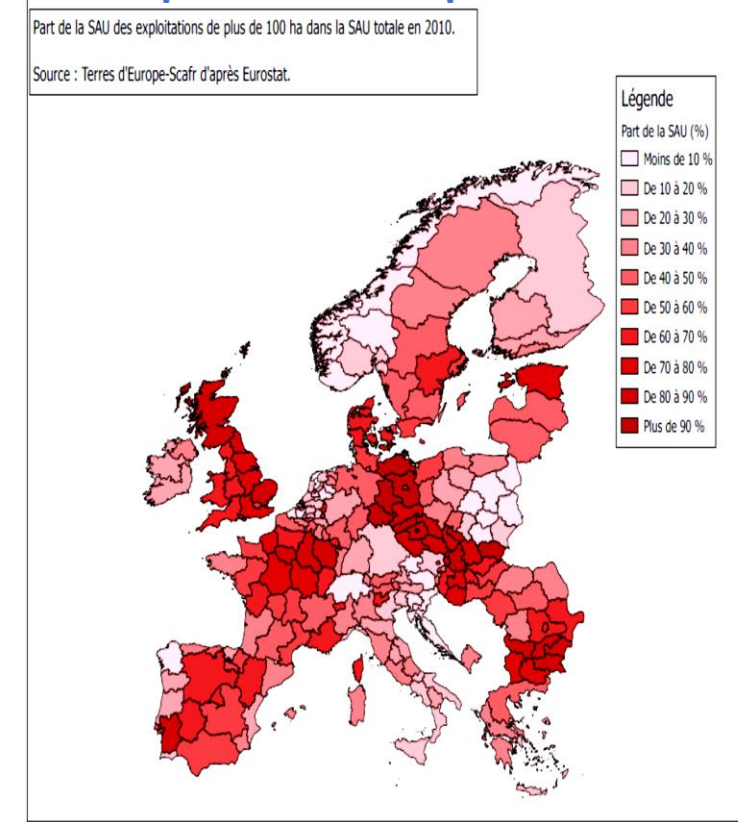 Part de la SAU des exploitations de plus de 100 ha dans la SAU totale en 2010.
Source : Terres d'Europe-Scafr d'après Eurostat.
Légende
Part de la SAU (%)
Moins de 10 %
De 10 à 20 %
De 20 à 30 %
De 30 à 40 %
De 40 à 50 %
De 50 à 60 %
De 60 à 70 %
De 70 à 80 %
De 80 à 90 %
Plus de 90 %